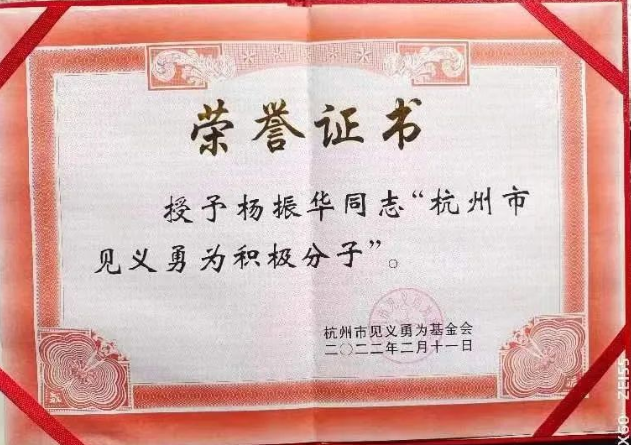 荣誉证书
授予杨振华同志“杭州市
见义勇为积极分子”。
杭州市见义勇为基金会
二〇二二年二月十一日
X60 ZEISS